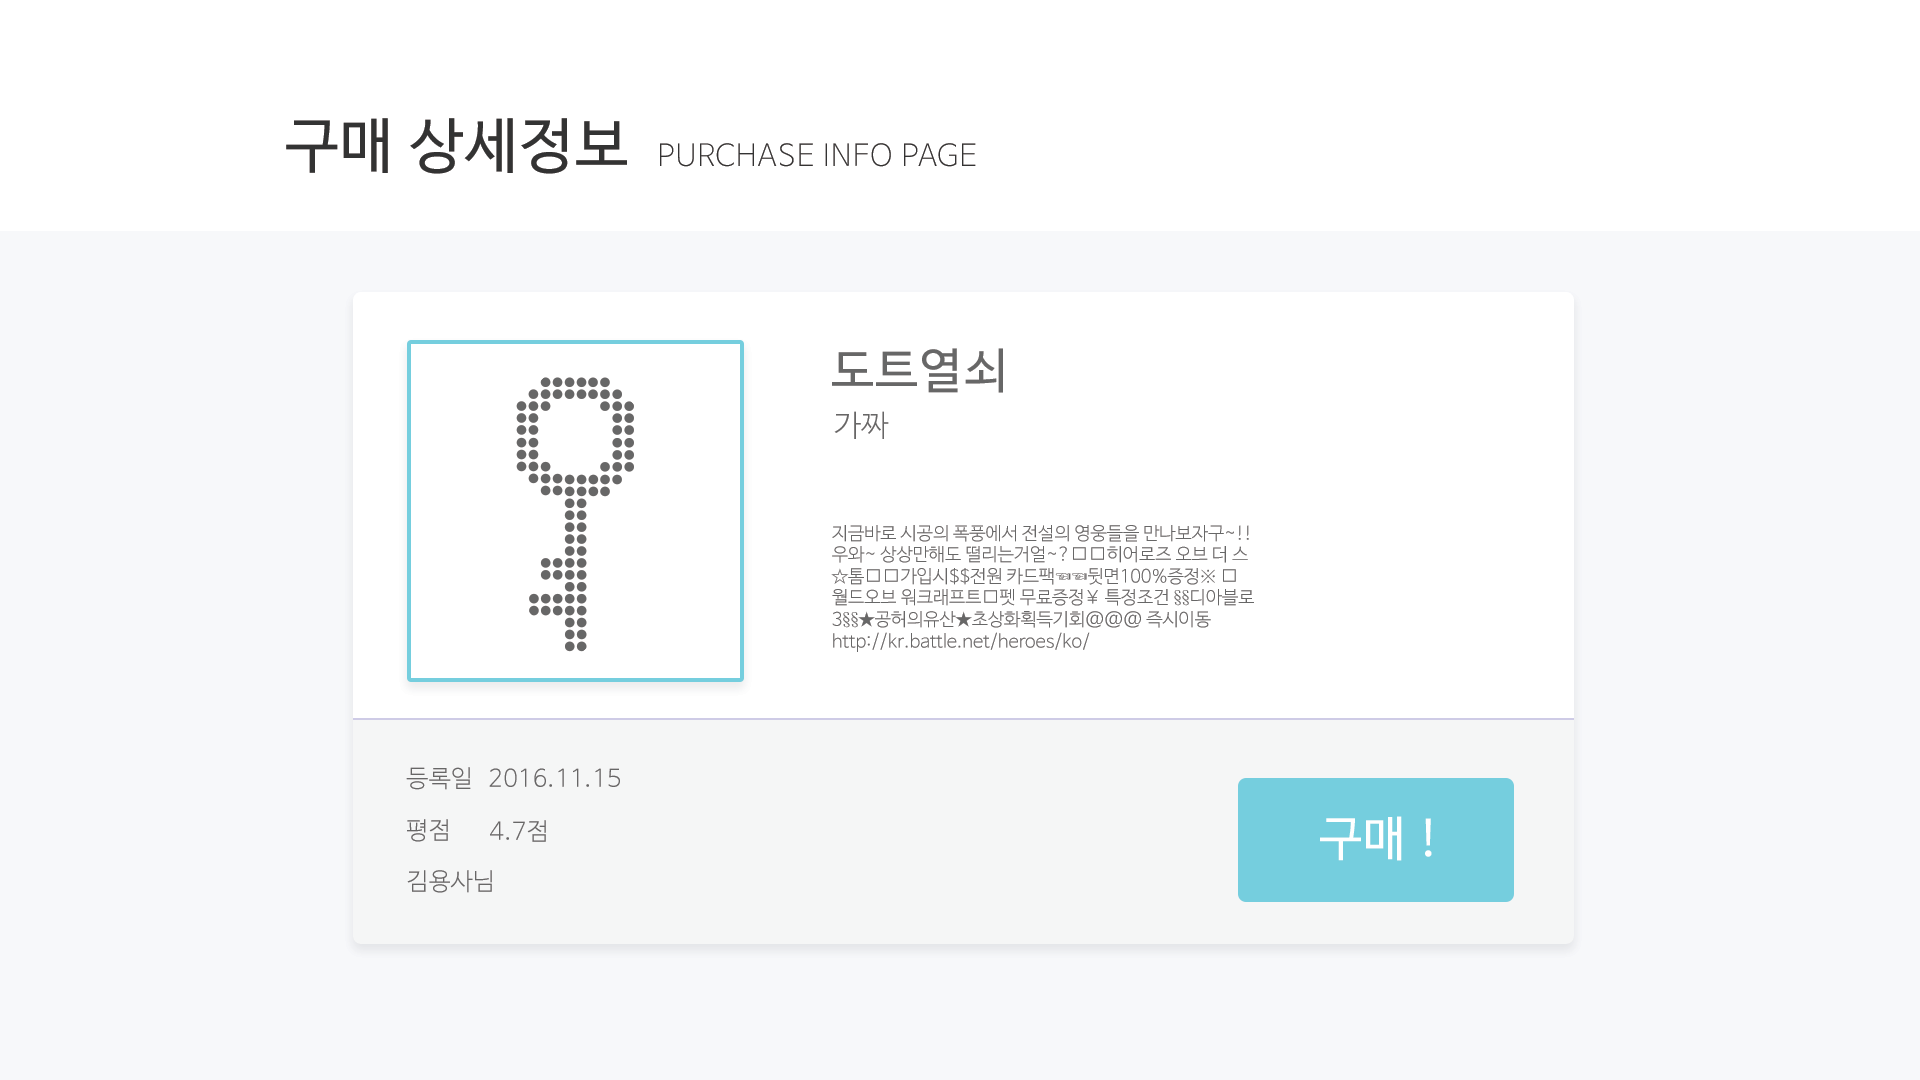 구매 상세정보 PURCHASE INFO PAGE
도트열쇠
가짜
지금바로 시공의 폭풍에서 전설의 영웅들을 만나보자구~!!
우와~ 상상만해도 떨리는거얼~? □ □히어로즈 오브 더 스
☆톰□ □가입시$$전원 카드팩☜☜뒷면100%증정※ □
월드오브 워크래프트□펫 무료증정￥ 특정조건 §§디아블로
3§§★공허의유산★초상화획득기회@@@ 즉시이동
http://kr.battle.net/heroes/ko/
등록일 2016.11.15
평점 4.7점
김용사님
구매 !